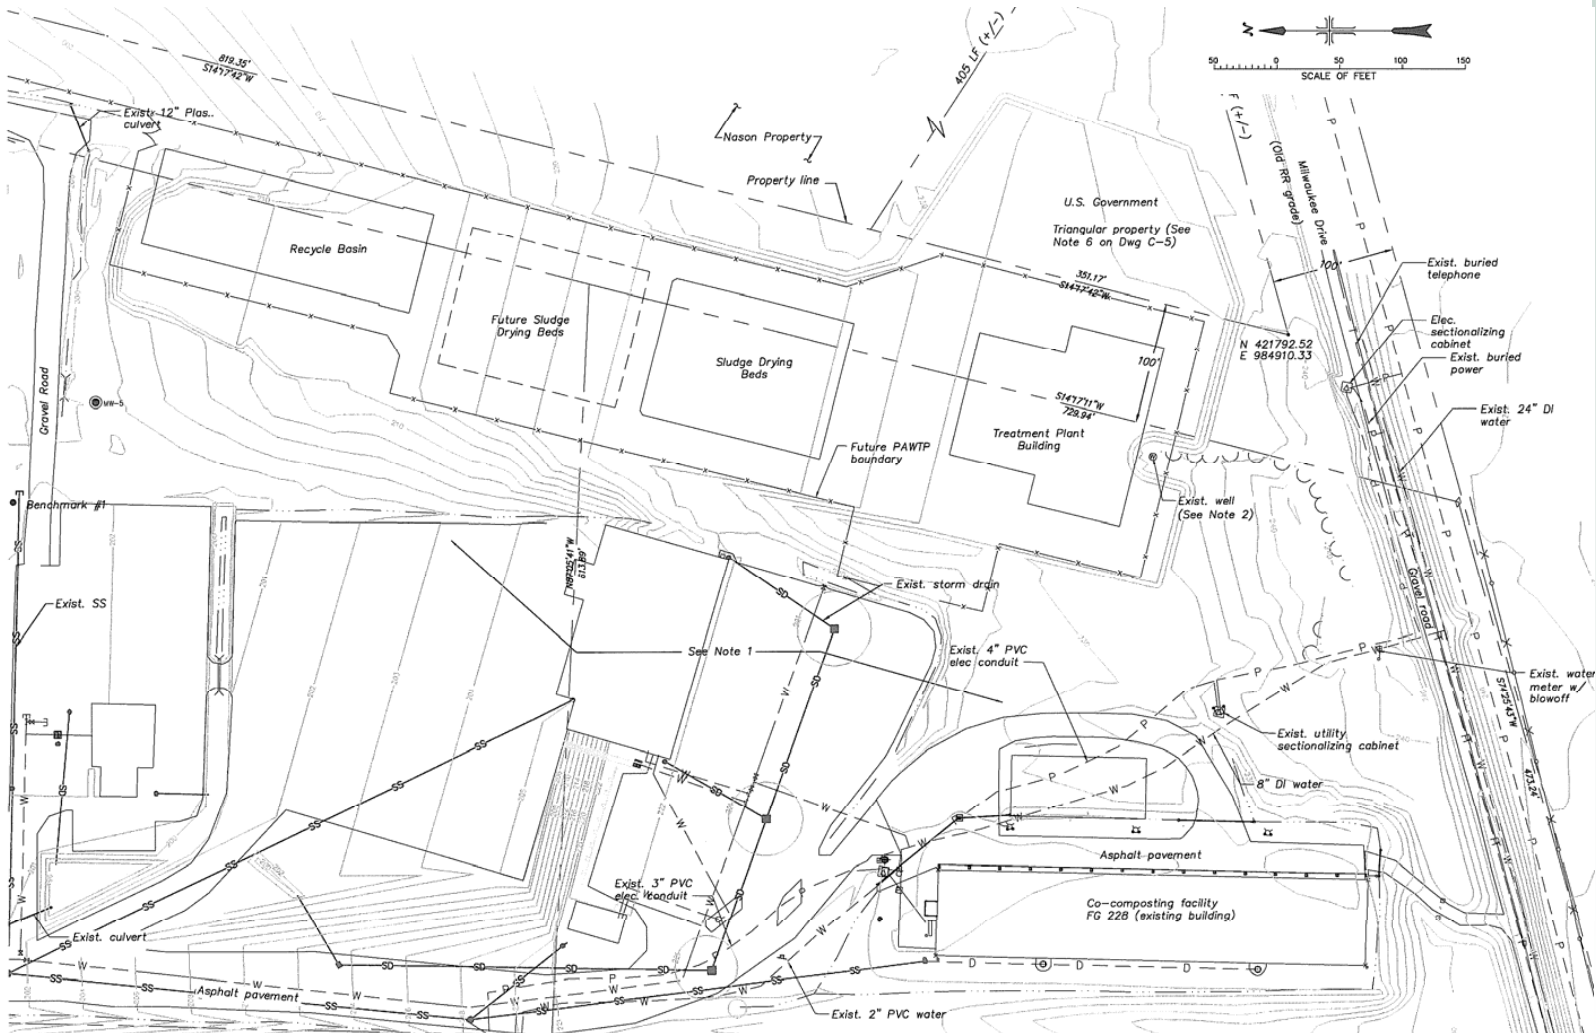 N
50 0 50 100 150
SCALE OF FEET
819.35'
S14°17'42"W
405 LF (+/-)
Exist. 12" Plas.
culvert
Nason Property
Property line
F (+/-)
(Old RR grade)
Milwaukee Drive
U.S. Government
Triangular property (See
Note 6 on Dwg C-5)
100'
Exist. buried
telephone
Recycle Basin
351.17'
S14°17'42"W
Future Sludge
Drying Beds
Elec.
sectionalizing
cabinet
N 421792.52
E 984910.33
Exist. buried
power
Sludge Drying
Beds
100'
S14°17'11"W
729.94'
Gravel Road
MW-5
Exist. 24" DI
water
Treatment Plant
Building
Future PAWTP
boundary
Exist. well
(See Note 2)
Benchmark #1
613.89'
Exist. storm drain
Gravel road
Exist. SS
See Note 1
Exist. 4" PVC
elec conduit
Exist. water
meter w/
blowoff
S74°25'43"W
473.24'
Exist. utility
sectionalizing cabinet
8" DI water
Asphalt pavement
Exist. 3" PVC
elec. conduit
Co-composting facility
FG 228 (existing building)
Exist. culvert
Asphalt pavement
Exist. 2" PVC water